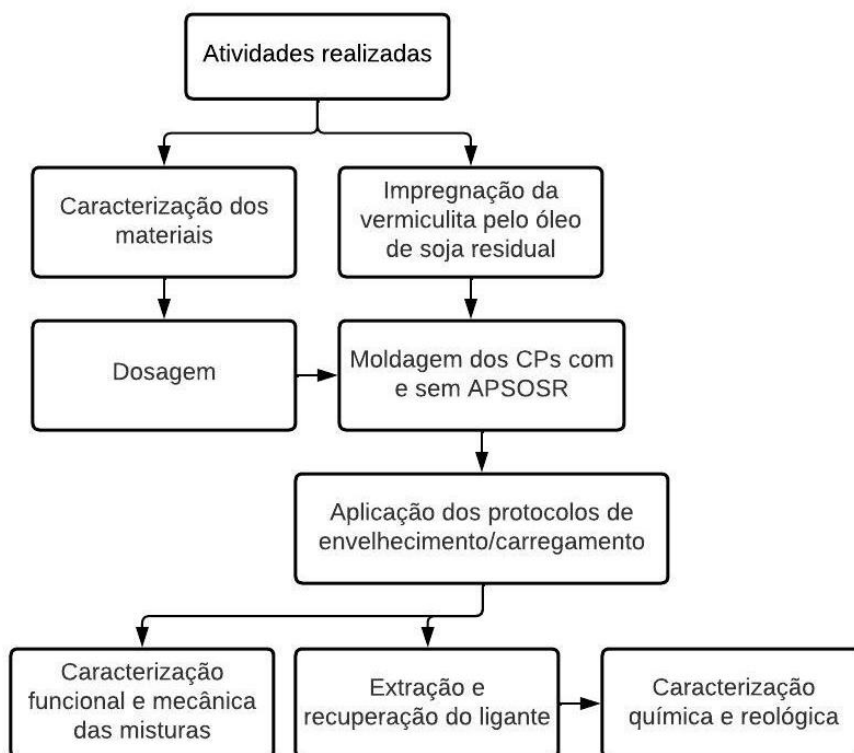 Atividades realizadas
Caracterização dos
materiais
Impregnação da
vermiculita pelo óleo
de soja residual
Dosagem
Moldagem dos CPs com
e sem APSOSR
Aplicação dos protocolos de
envelhecimento/carregamento
Caracterização
funcional e mecânica
das misturas
Extração e
recuperação do ligante
Caracterização
química e reológica